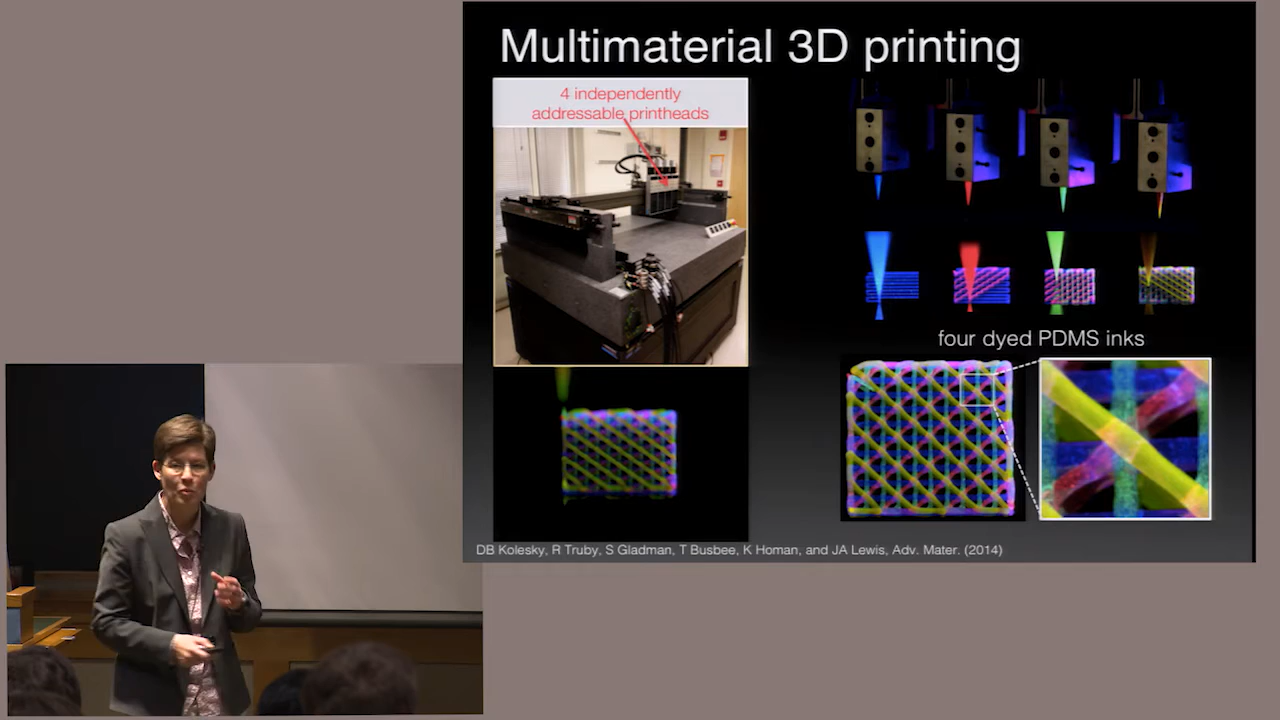 Multimaterial 3D printing
4 independently
addressable printheads
four dyed PDMS inks
DB Kolesky, R Truby, S Gladman, T Busbee, K Homan, and JA Lewis, Adv. Mater. (2014)